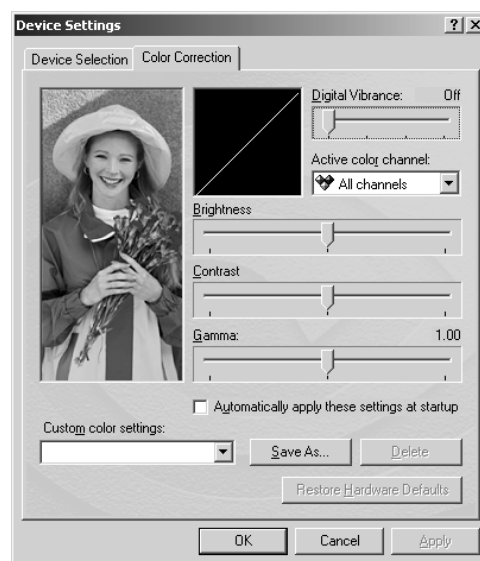 Device Settings
Device Selection
Color Correction
Digital Vibrance: Off
Active color channel:
All channels
Brightness
Contrast
Gamma: 1.00
Automatically apply these settings at startup
Custom color settings:
Save As...
Delete
Restore Hardware Defaults
OK
Cancel
Apply